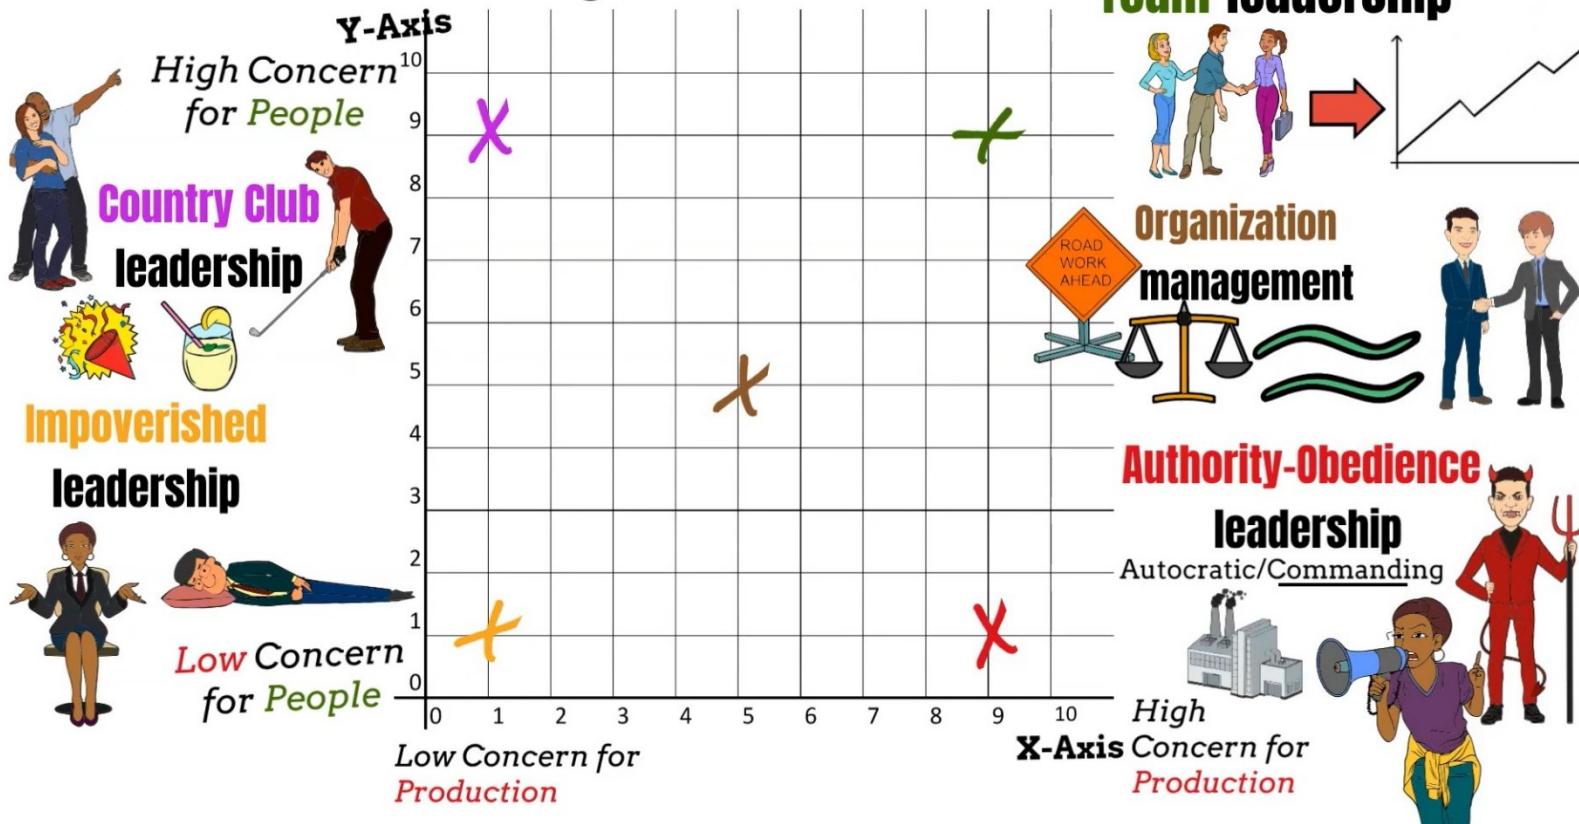 Team leadership
Y-Axis
High Concern
for People
Country Club
leadership
Impoverished
leadership
Low Concern
for People
10
9
8
7
6
5
4
3
2
1
0
0 1 2 3 4 5 6 7 8 9 10
Low Concern for
Production
X-Axis
ROAD
WORK
AHEAD
Organization
management
Authority-Obedience
leadership
Autocratic/Commanding
High
Concern for
Production